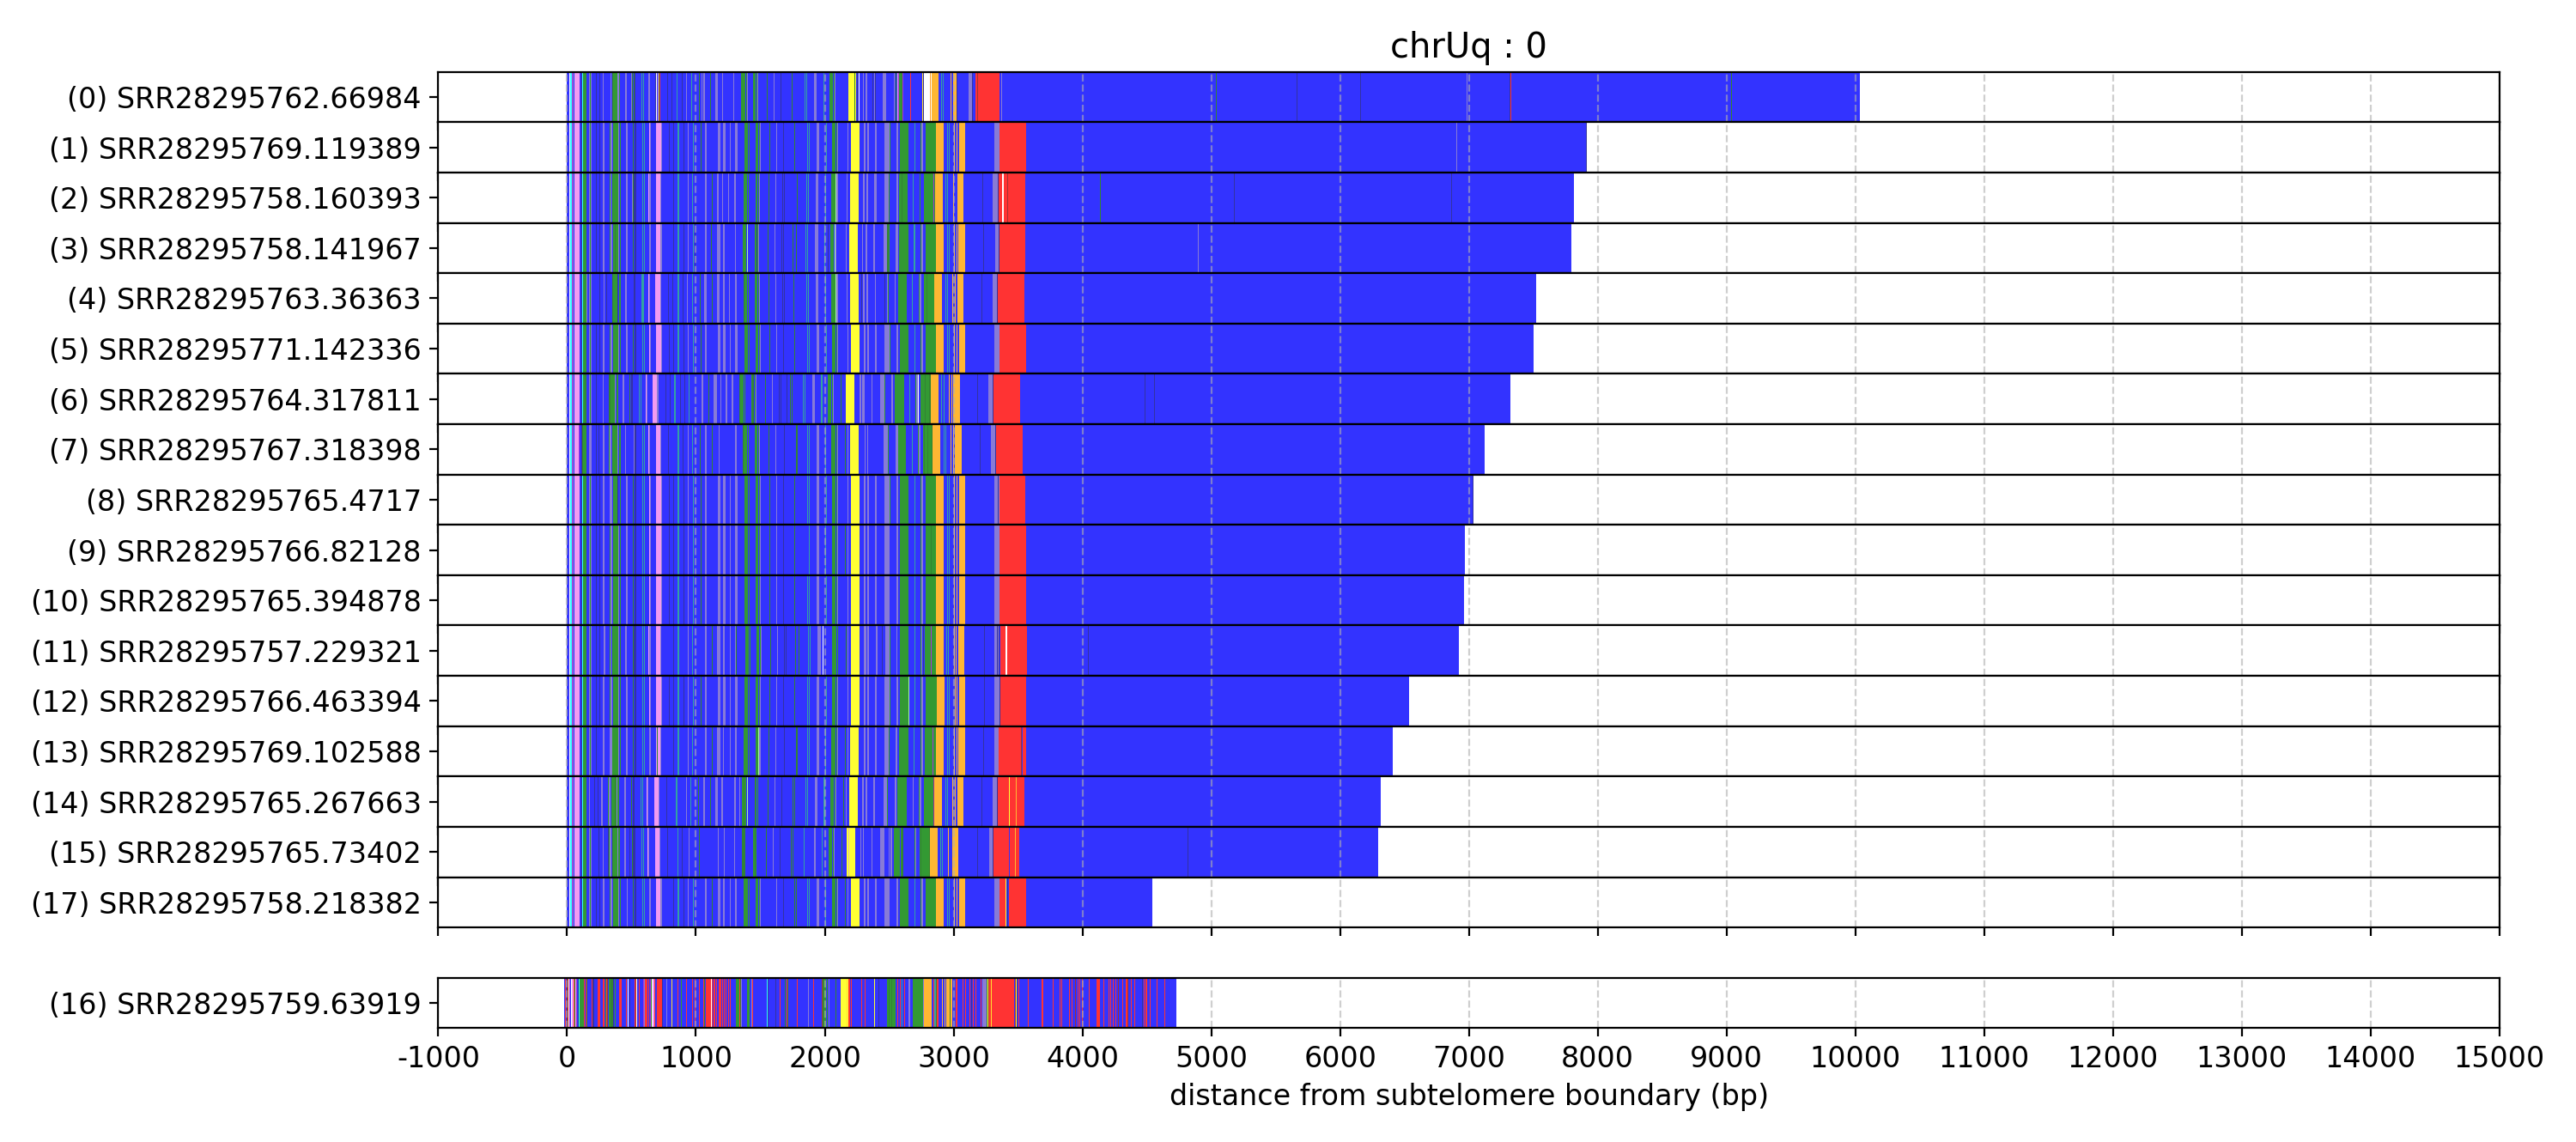 chrUq : 0
(0) SRR28295762.66984
(1) SRR28295769.119389
(2) SRR28295758.160393
(3) SRR28295758.141967
(4) SRR28295763.36363
(5) SRR28295771.142336
(6) SRR28295764.317811
(7) SRR28295767.318398
(8) SRR28295765.4717
(9) SRR28295766.82128
(10) SRR28295765.394878
(11) SRR28295757.229321
(12) SRR28295766.463394
(13) SRR28295769.102588
(14) SRR28295765.267663
(15) SRR28295765.73402
(17) SRR28295758.218382
(16) SRR28295759.63919
-1000 0 1000 2000 3000 4000 5000 6000 7000 8000 9000 10000 11000 12000 13000 14000 15000
distance from subtelomere boundary (bp)